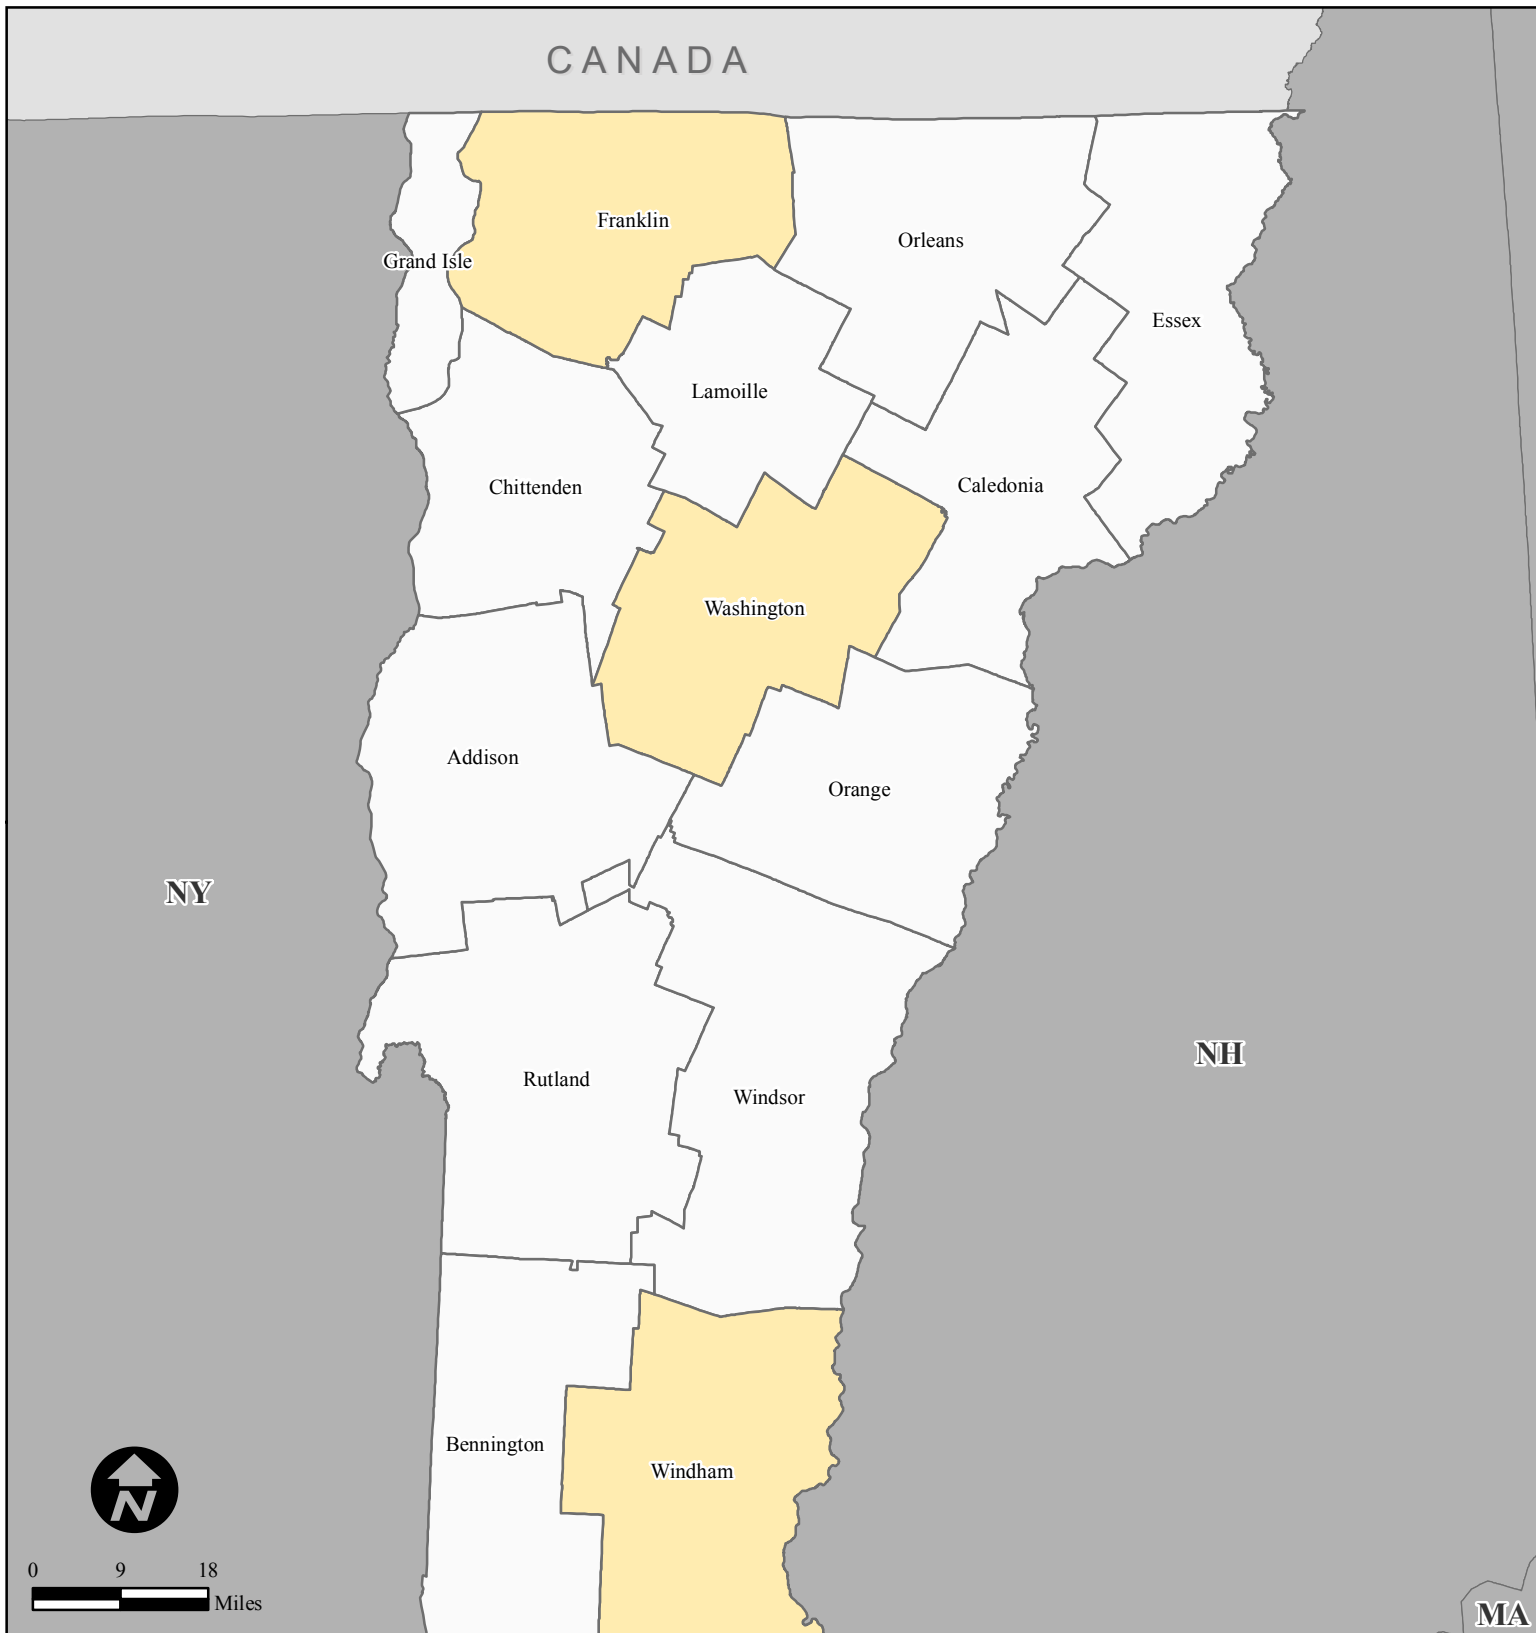 CANADA
Franklin
Orleans
Grand Isle
Essex
Lamoille
Chittenden
Caledonia
Washington
Addison
Orange
NY
NH
Rutland
Windsor
Bennington
Windham
N
0 9 18
Miles
MA